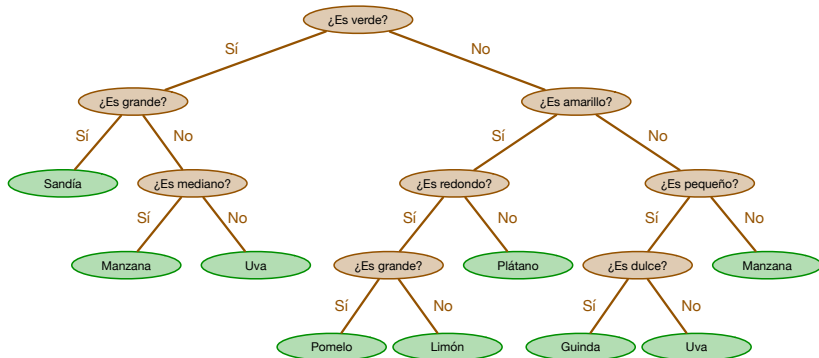 ¿Es verde?
Sí
No
¿Es grande?
¿Es amarillo?
Sí
No
Sí
No
Sandía
¿Es mediano?
¿Es redondo?
¿Es pequeño?
Sí
No
Sí
No
Sí
No
Manzana
Uva
¿Es grande?
Plátano
¿Es dulce?
Manzana
Sí
No
Sí
No
Pomelo
Limón
Guinda
Uva